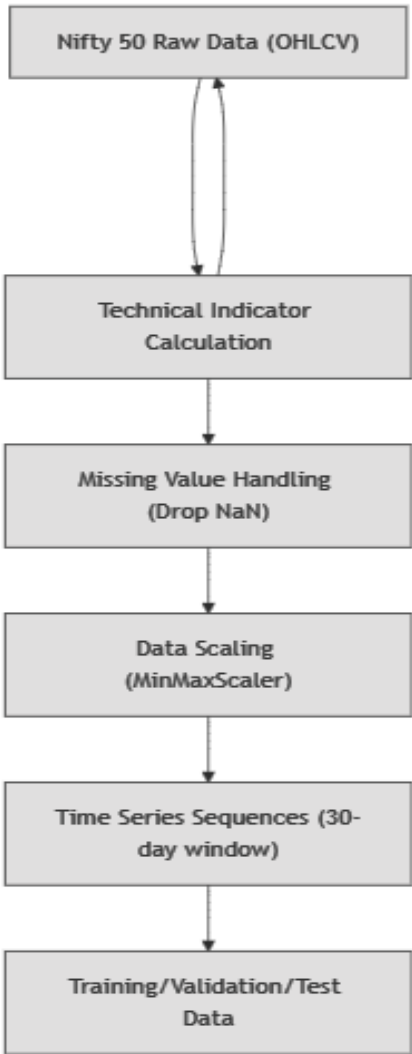 Nifty 50 Raw Data (OHLCV)
Technical Indicator
Calculation
Missing Value Handling
(Drop NaN)
Data Scaling
(MinMaxScaler)
Time Series Sequences (30-
day window)
Training/Validation/Test
Data